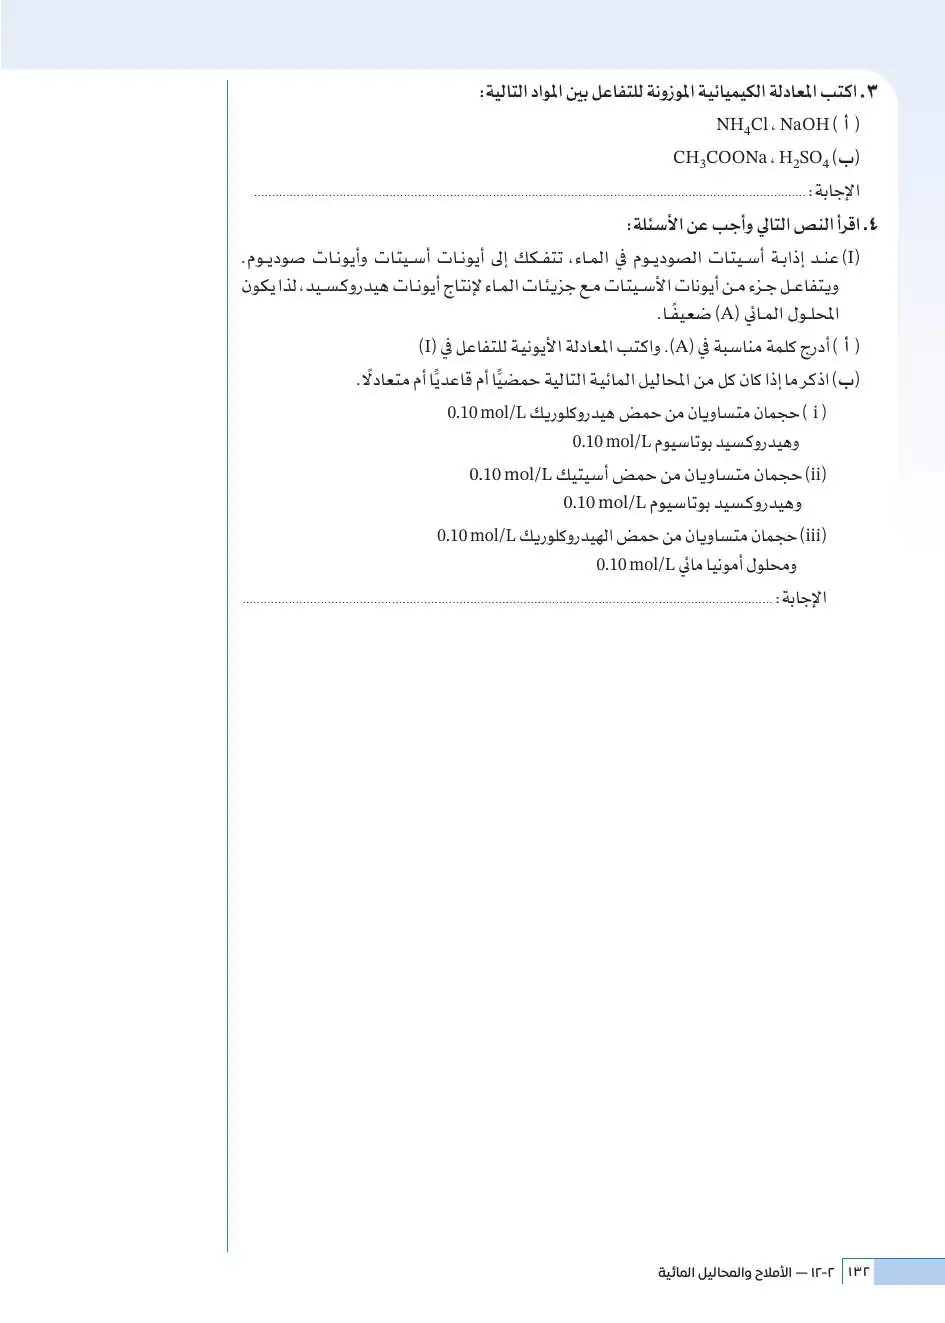 ٣. اكتب المعادلة الكيميائية الموزونة للتفاعل بين المواد التالية:
( أ ) NH₄Cl ، NaOH
(ب) CH₃COONa ، H₂SO₄
الإجابة: ........................................................................
٤. اقرأ النص التالي وأجب عن الأسئلة:
(I) عند إذابة أسيتات الصوديوم في الماء، تتفكك إلى أيونات أسيتات وأيونات صوديوم.
ويتفاعل جزء من أيونات الأسيتات مع جزيئات الماء لإنتاج أيونات هيدروكسيد، لذا يكون
المحلول المائي (A) ضعيفًا.
( أ ) أدرج كلمة مناسبة في (A). واكتب المعادلة الأيونية للتفاعل في (I)
(ب) اذكر ما إذا كان كل من المحاليل المائية التالية حمضيًّا أم قاعديًّا أم متعادلًا.
( i ) حجمان متساويان من حمض هيدروكلوريك 0.10 mol/L
وهيدروكسيد بوتاسيوم 0.10 mol/L
(ii) حجمان متساويان من حمض أسيتيك 0.10 mol/L
وهيدروكسيد بوتاسيوم 0.10 mol/L
(iii) حجمان متساويان من حمض الهيدروكلوريك 0.10 mol/L
ومحلول أمونيا مائي 0.10 mol/L
الإجابة: ........................................................................
١٣٢ ٢-١٢ — الأملاح والمحاليل المائية